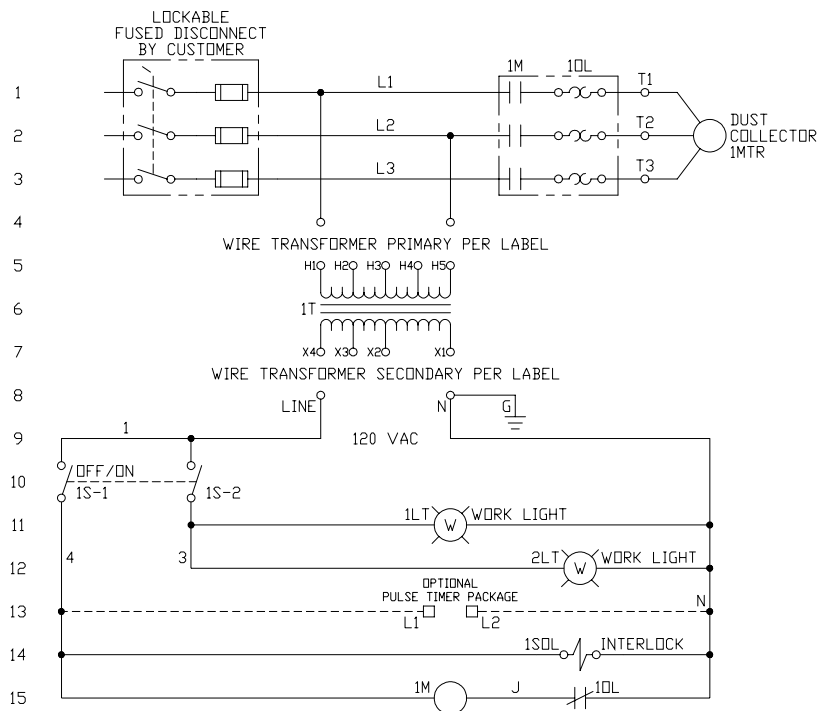 LOCKABLE
FUSED DISCONNECT
BY CUSTOMER
1M 1OL
1 L1 T1
2 L2 T2
DUST
COLLECTOR
1MTR
3 L3 T3
4
WIRE TRANSFORMER PRIMARY PER LABEL
5 H1 H2 H3 H4 H5
6 1T
7 X4 X3 X2 X1
WIRE TRANSFORMER SECONDARY PER LABEL
8 LINE N G
9 1 120 VAC
10 OFF/ON
1S-1 1S-2
11 1LT W WORK LIGHT
12 4 3 2LT W WORK LIGHT
OPTIONAL
PULSE TIMER PACKAGE
13 L1 L2 N
14 1SOL INTERLOCK
15 1M J 1OL